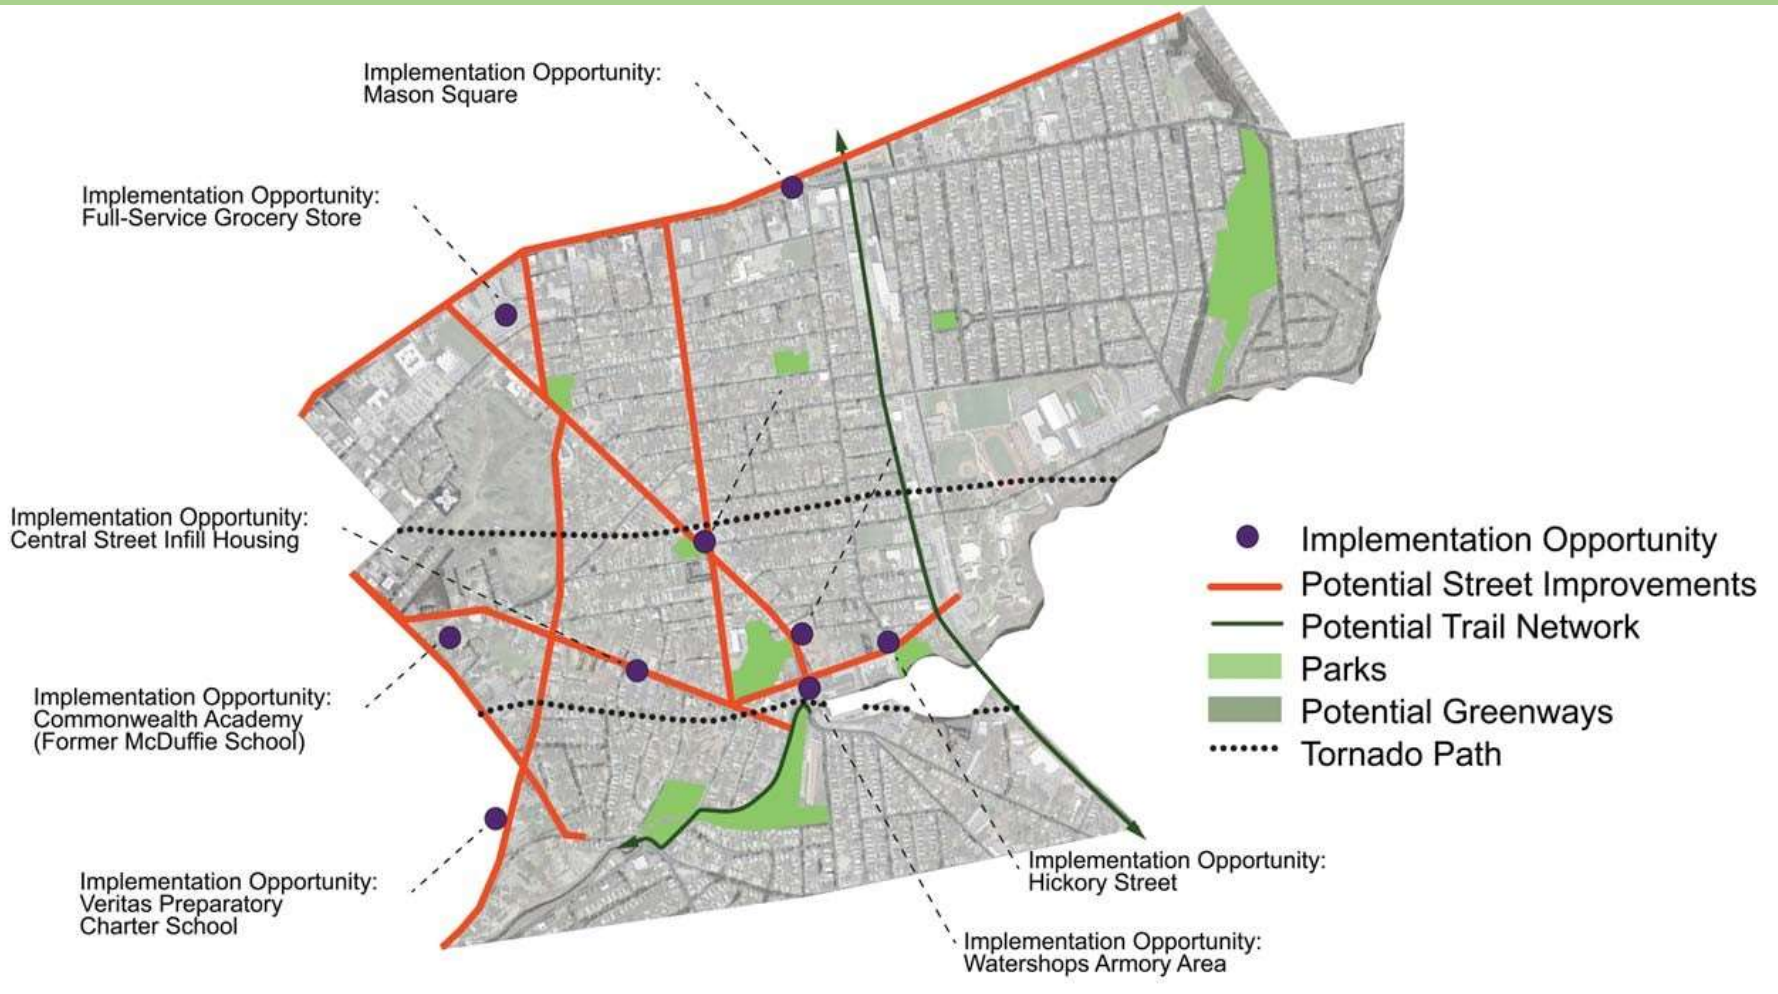 Implementation Opportunity:
Mason Square
Implementation Opportunity:
Full-Service Grocery Store
Implementation Opportunity:
Central Street Infill Housing
Implementation Opportunity:
Commonwealth Academy
(Former McDuffie School)
Implementation Opportunity:
Veritas Preparatory
Charter School
Implementation Opportunity:
Hickory Street
Implementation Opportunity:
Watershops Armory Area
Implementation Opportunity
Potential Street Improvements
Potential Trail Network
Parks
Potential Greenways
Tornado Path